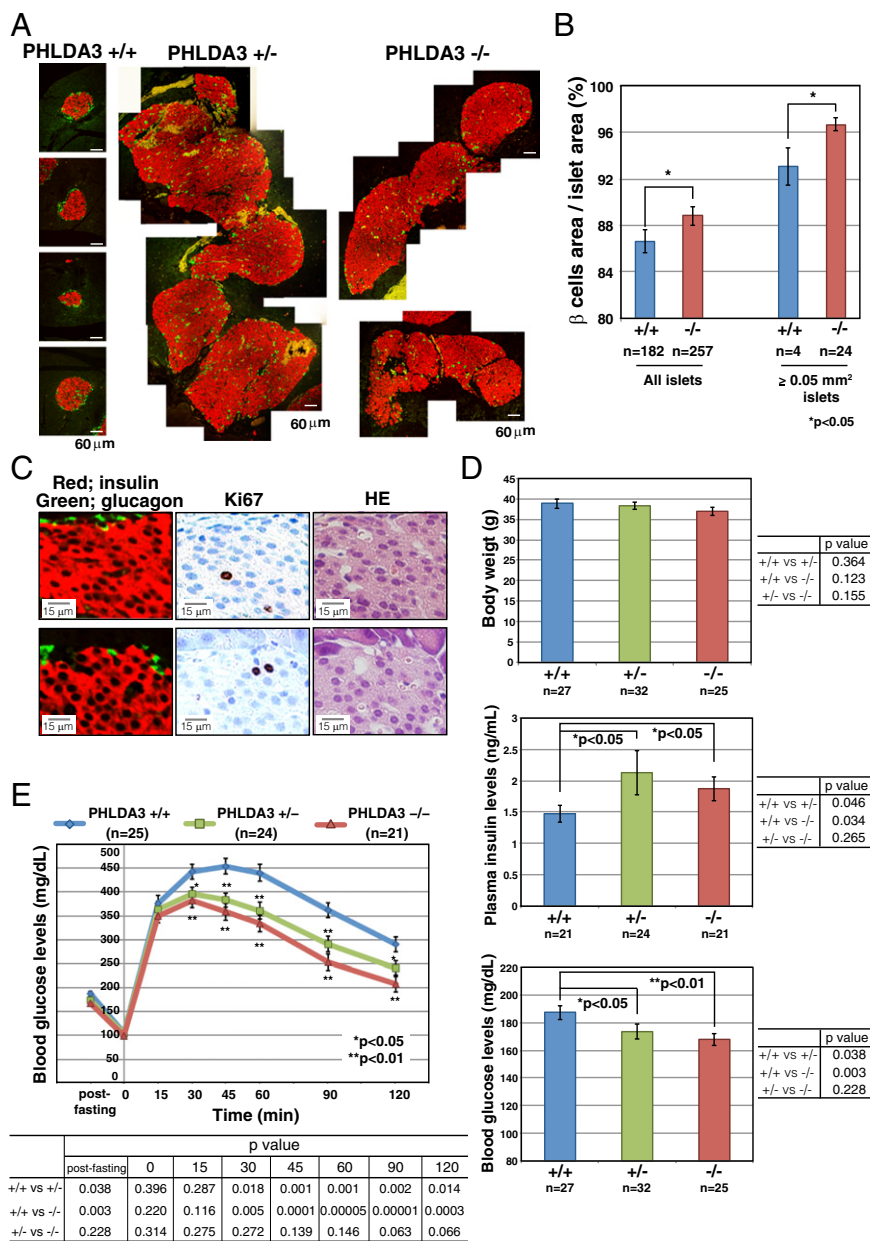 A
PHLDA3 +/+
PHLDA3 +/-
PHLDA3 -/-
60 μm
60 μm
60 μm
B
β cells area / islet area (%)
100
96
92
88
84
80
*
*
+/+
-/-
+/+
-/-
n=182
n=257
n=4
n=24
All islets
≥ 0.05 mm²
islets
*p<0.05
C
Red; insulin
Green; glucagon
Ki67
HE
15 μm
15 μm
15 μm
15 μm
15 μm
15 μm
D
Body weigt (g)
45
40
35
30
25
20
15
10
5
0
+/+
+/-
-/-
n=27
n=32
n=25
p value
+/+ vs +/- 0.364
+/+ vs -/- 0.123
+/- vs -/- 0.155
Plasma insulin levels (ng/mL)
3
2.5
2
1.5
1
0.5
0
*p<0.05
*p<0.05
+/+
+/-
-/-
n=21
n=24
n=21
p value
+/+ vs +/- 0.046
+/+ vs -/- 0.034
+/- vs -/- 0.265
Blood glucose levels (mg/dL)
220
200
180
160
140
120
100
80
**p<0.01
*p<0.05
+/+
+/-
-/-
n=27
n=32
n=25
p value
+/+ vs +/- 0.038
+/+ vs -/- 0.003
+/- vs -/- 0.228
E
PHLDA3 +/+
(n=25)
PHLDA3 +/−
(n=24)
PHLDA3 −/−
(n=21)
Blood glucose levels (mg/dL)
500
450
400
350
300
250
200
150
100
50
0
*
**
**
**
*
**
**
**
**
**
*p<0.05
**p<0.01
post-
fasting
0
15
30
45
60
90
120
Time (min)
p value
post-fasting 0 15 30 45 60 90 120
+/+ vs +/- 0.038 0.396 0.287 0.018 0.001 0.001 0.002 0.014
+/+ vs -/- 0.003 0.220 0.116 0.005 0.0001 0.00005 0.00001 0.0003
+/- vs -/- 0.228 0.314 0.275 0.272 0.139 0.146 0.063 0.066